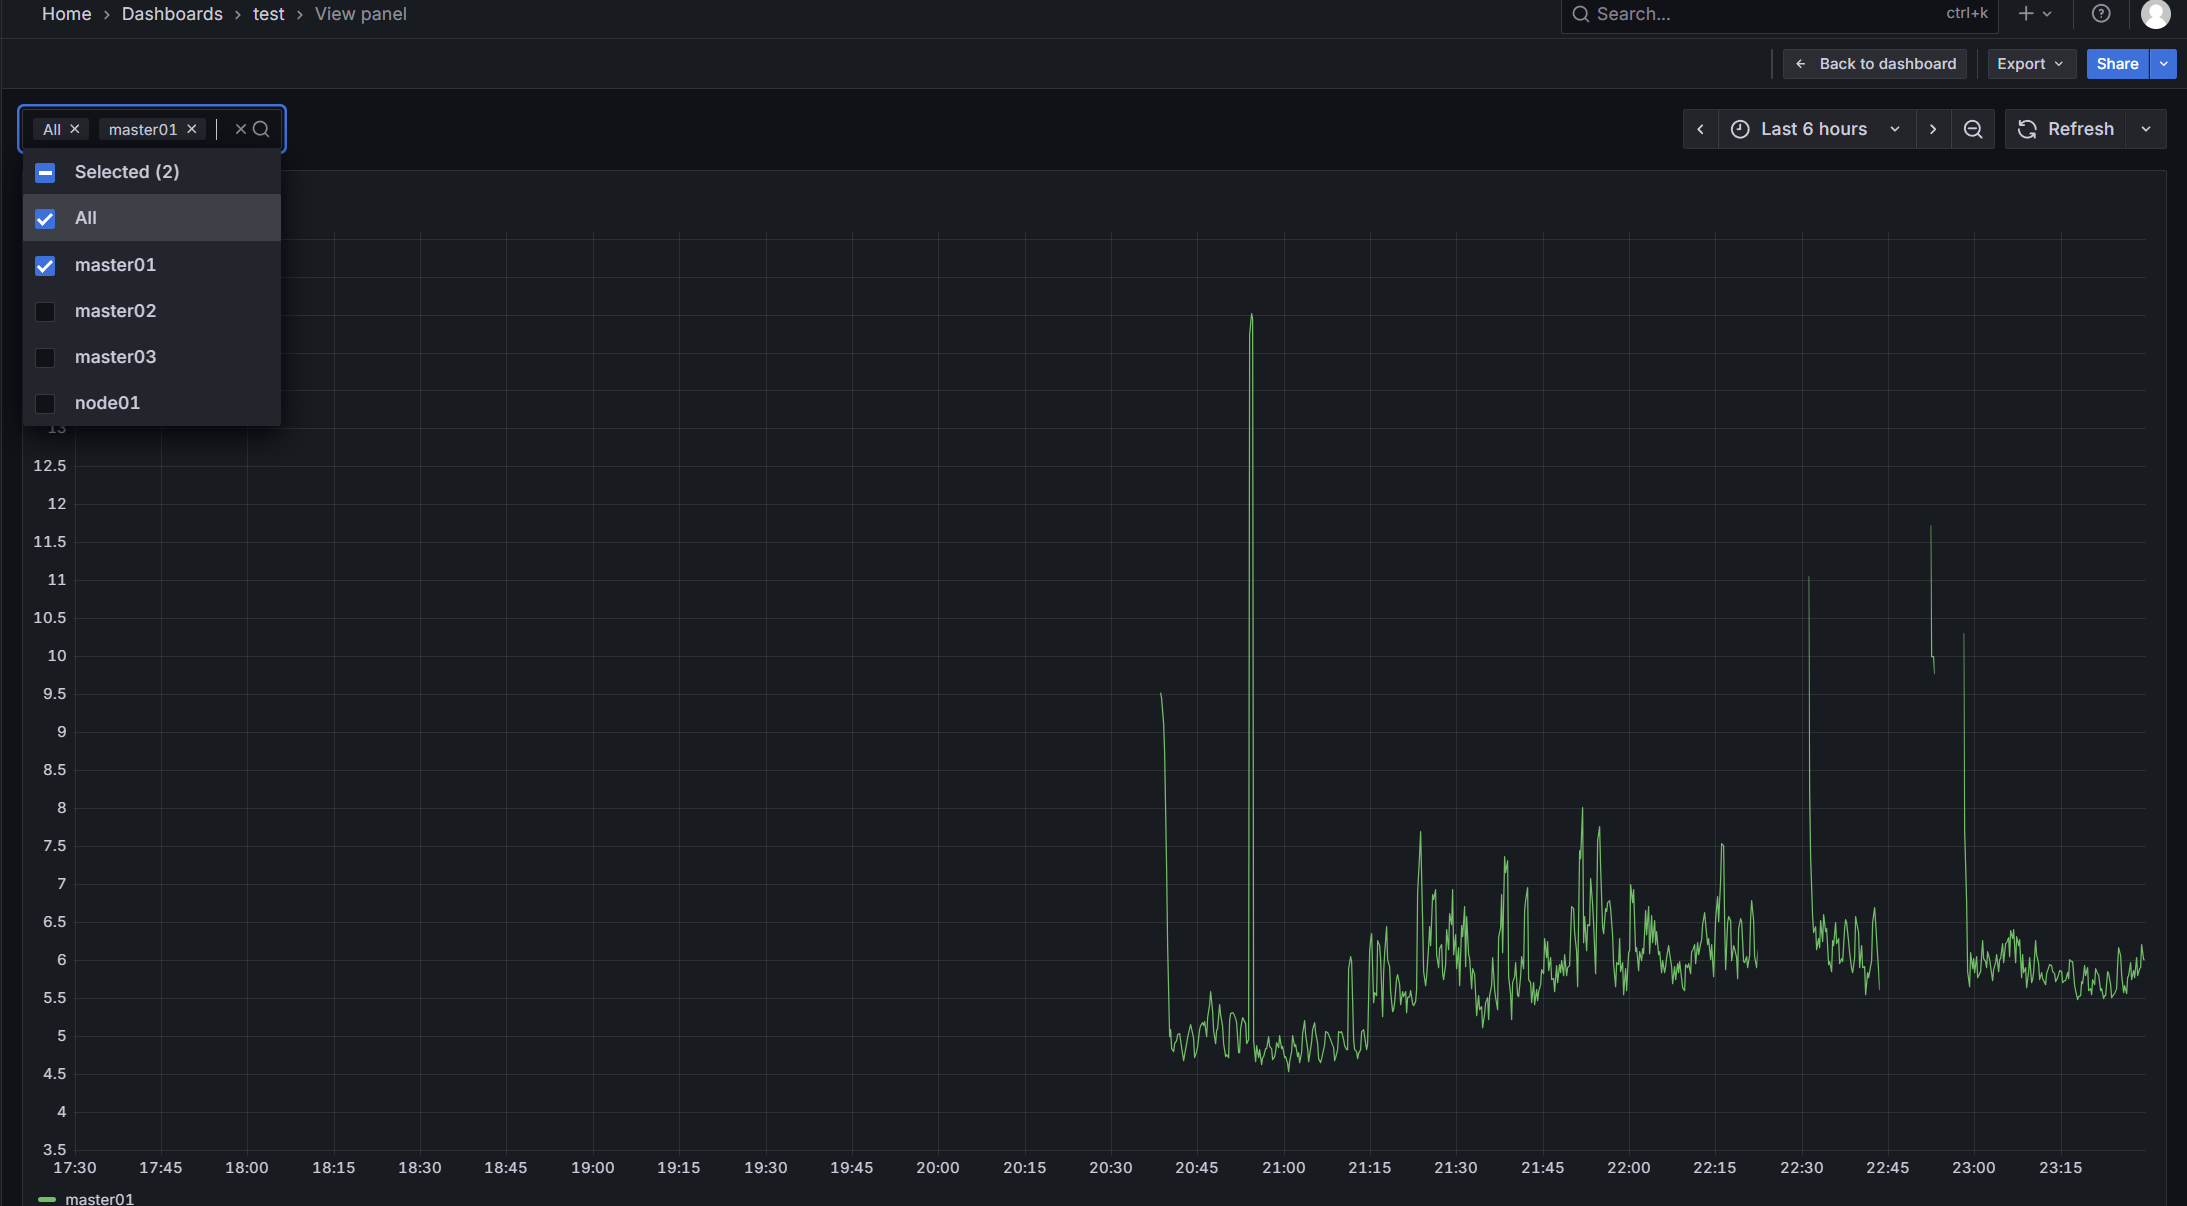 Home > Dashboards > test > View panel
Search... ctrl+k
Back to dashboard Export Share
All master01
Last 6 hours Refresh
Selected (2)
All
master01
master02
master03
node01
13
12.5
12
11.5
11
10.5
10
9.5
9
8.5
8
7.5
7
6.5
6
5.5
5
4.5
4
3.5
17:30 17:45 18:00 18:15 18:30 18:45 19:00 19:15 19:30 19:45 20:00 20:15 20:30 20:45 21:00 21:15 21:30 21:45 22:00 22:15 22:30 22:45 23:00 23:15
master01